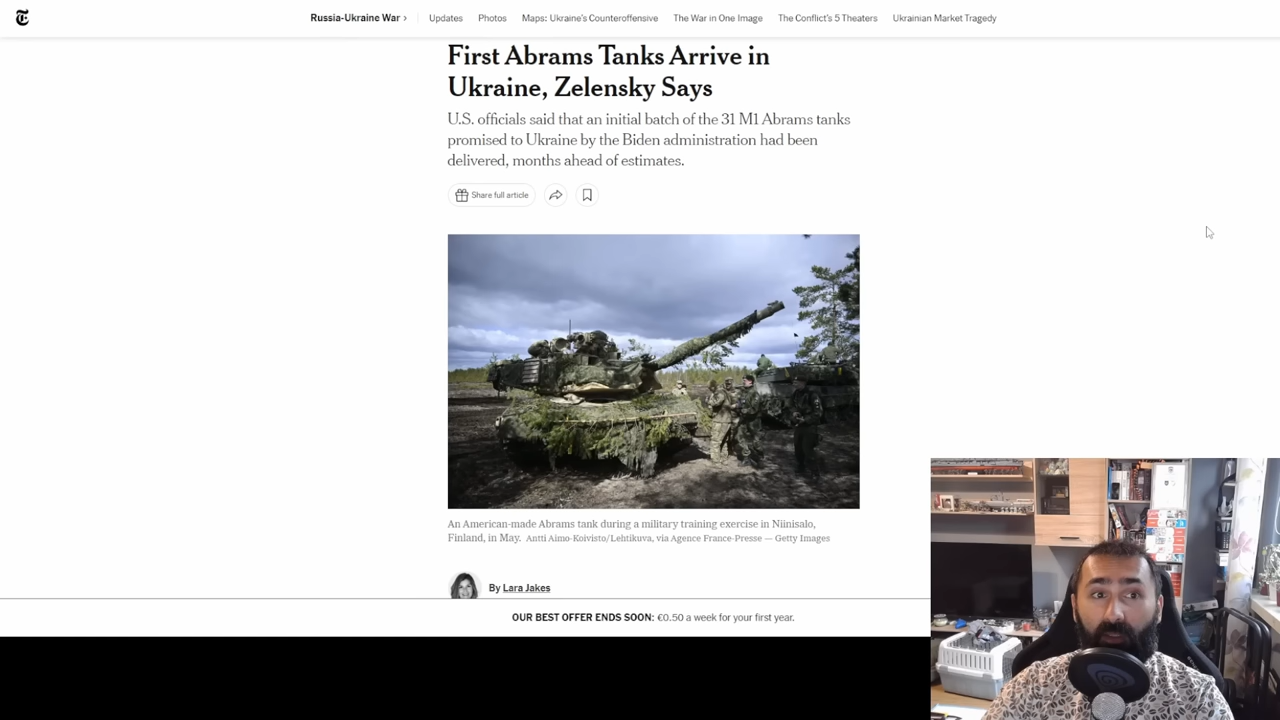 Russia-Ukraine War › Updates Photos Maps: Ukraine's Counteroffensive The War in One Image The Conflict's 5 Theaters Ukrainian Market Tragedy
First Abrams Tanks Arrive in
Ukraine, Zelensky Says
U.S. officials said that an initial batch of the 31 M1 Abrams tanks
promised to Ukraine by the Biden administration had been
delivered, months ahead of estimates.
Share full article
An American-made Abrams tank during a military training exercise in Niinisalo,
Finland, in May. Antti Aimo-Koivisto/Lehtikuva, via Agence France-Presse — Getty Images
By Lara Jakes
OUR BEST OFFER ENDS SOON: €0.50 a week for your first year.